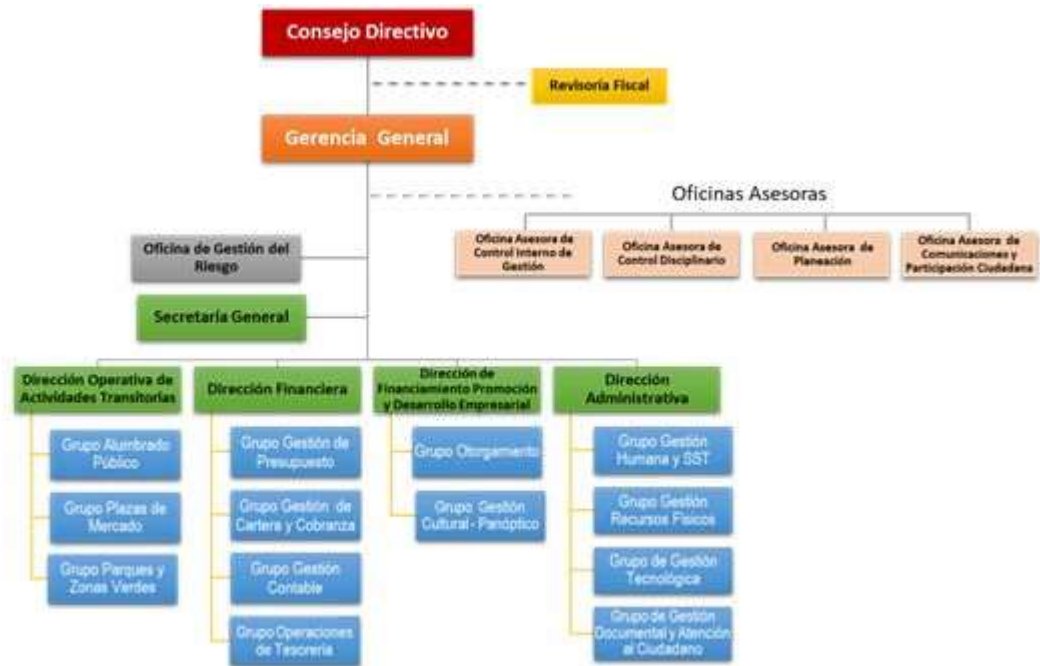 Consejo Directivo
Revisoría Fiscal
Gerencia General
Oficinas Asesoras
Oficina Asesora de
Control Interno de
Gestión
Oficina Asesora de
Control Disciplinario
Oficina Asesora de
Planeación
Oficina Asesora de
Comunicaciones y
Participación Ciudadana
Oficina de Gestión del
Riesgo
Secretaría General
Dirección Operativa de
Actividades Transitorias
Grupo Alumbrado
Público
Grupo Plazas de
Mercado
Grupo Parques y
Zonas Verdes
Dirección Financiera
Grupo Gestión de
Presupuesto
Grupo Gestión de
Cartera y Cobranza
Grupo Gestión
Contable
Grupo Operaciones
de Tesorería
Dirección de
Financiamiento Promoción
y Desarrollo Empresarial
Grupo Otorgamiento
Grupo Gestión
Cultural - Panóptico
Dirección
Administrativa
Grupo Gestión
Humana y SST
Grupo Gestión
Recursos Físicos
Grupo de Gestión
Tecnológica
Grupo de Gestión
Documental y Atención
al Ciudadano